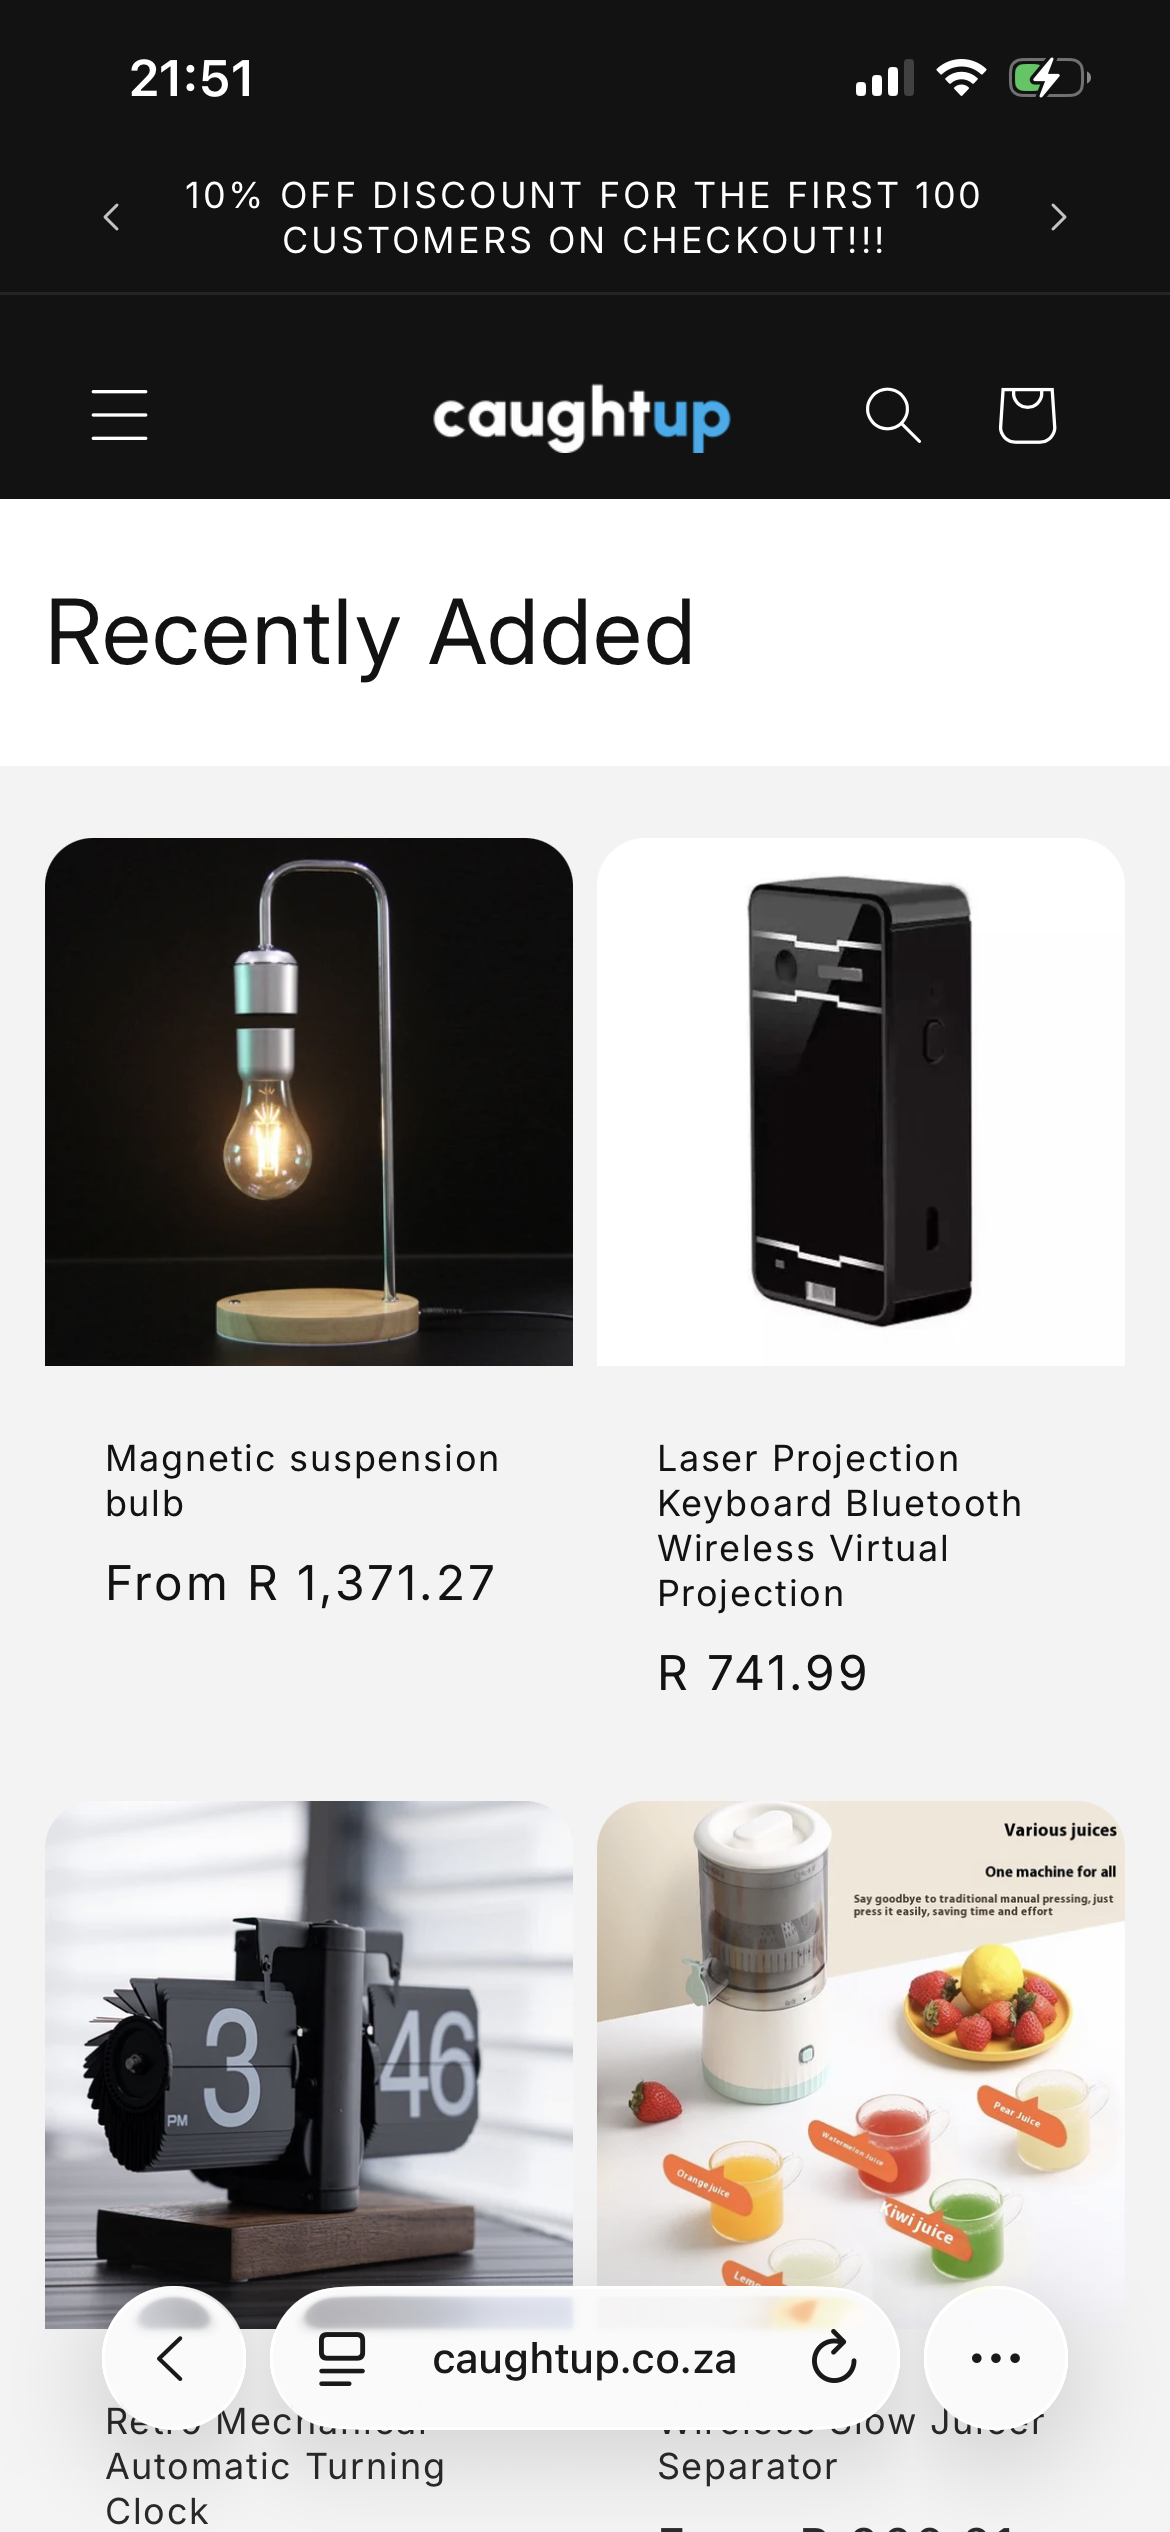 21:51
10% OFF DISCOUNT FOR THE FIRST 100
CUSTOMERS ON CHECKOUT!!!
caughtup
Recently Added
Magnetic suspension
bulb
From R 1,371.27
Laser Projection
Keyboard Bluetooth
Wireless Virtual
Projection
R 741.99
3
PM
46
Various juices
One machine for all
Say goodbye to traditional manual pressing, just
press it easily, saving time and effort
Pear Juice
Watermelon Juice
Orange juice
Kiwi juice
caughtup.co.za
Retro Mechanical
Automatic Turning
Clock
Wireless Slow Juicer
Separator